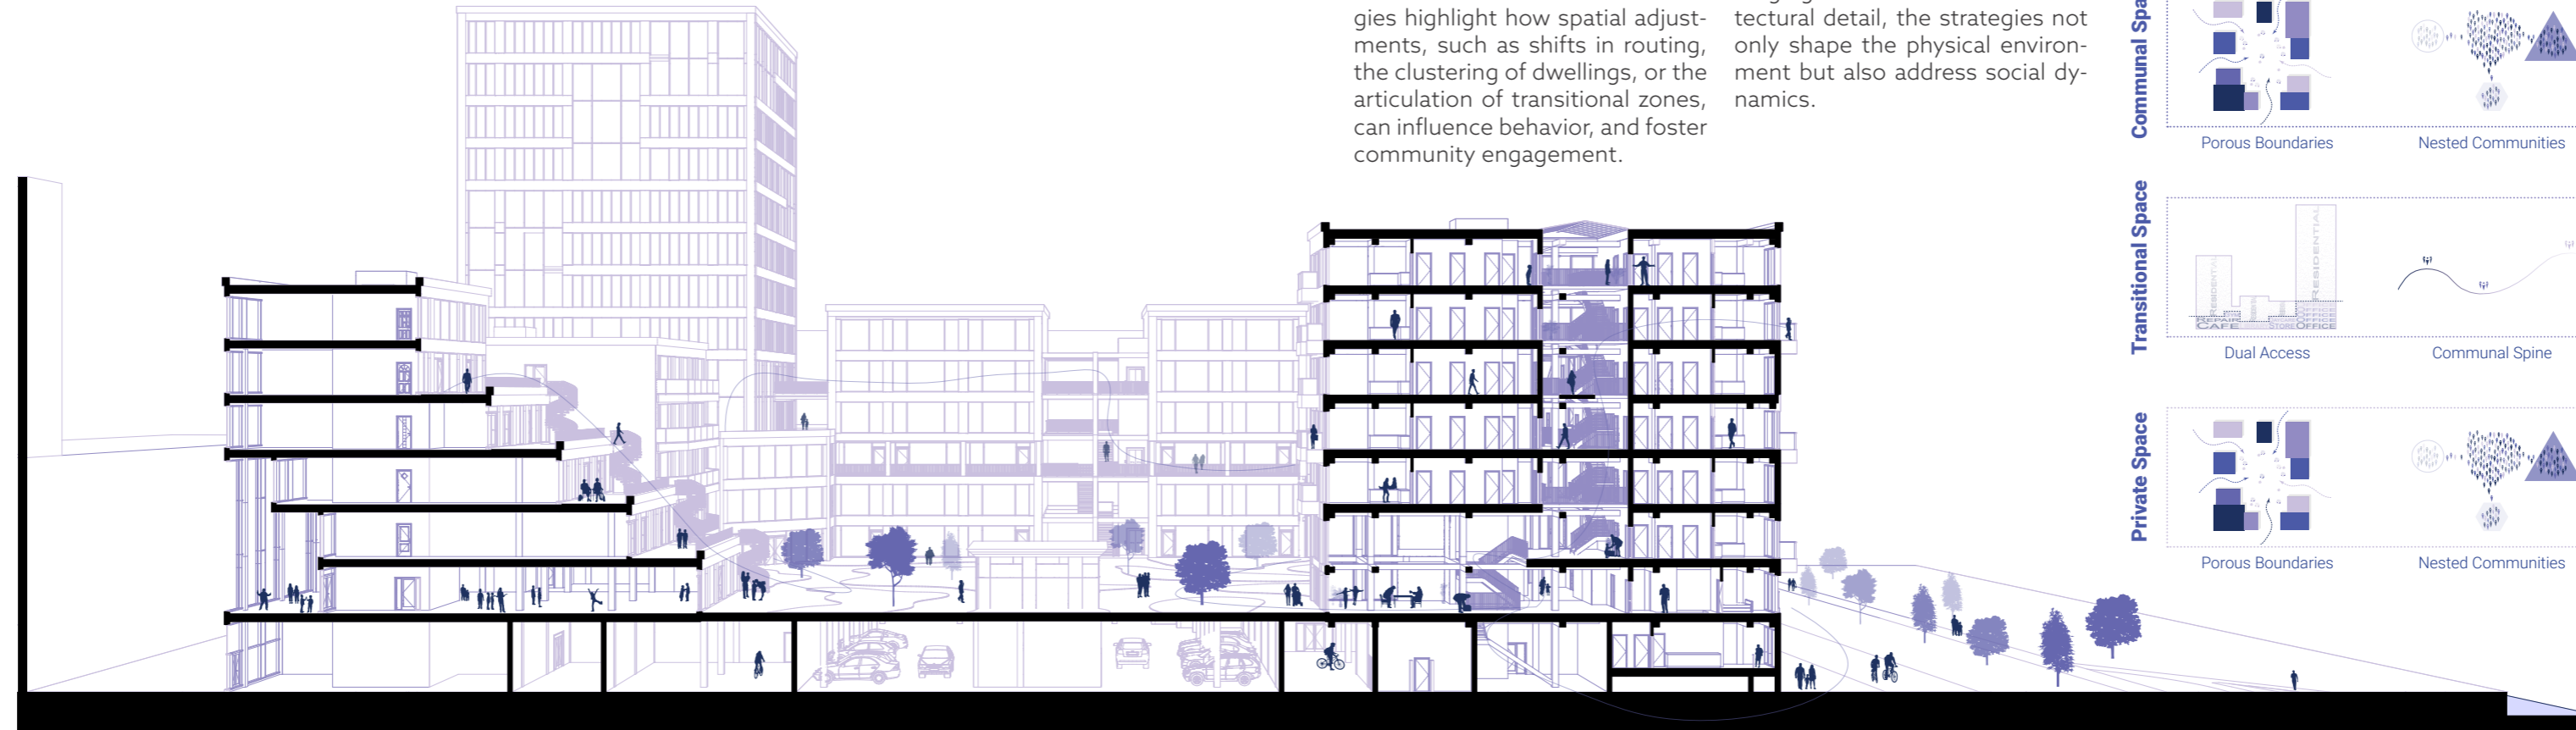 gies highlight how spatial adjust-
ments, such as shifts in routing,
the clustering of dwellings, or the
articulation of transitional zones,
can influence behavior, and foster
community engagement.
tectural detail, the strategies not
only shape the physical environ-
ment but also address social dy-
namics.
Communal Spa
Porous Boundaries
Nested Communities
Transitional Space
RESIDENTIAL
RESIDENTIAL
REPAIR
CAFE
STORE
OFFICE
Dual Access
Communal Spine
Private Space
Porous Boundaries
Nested Communities